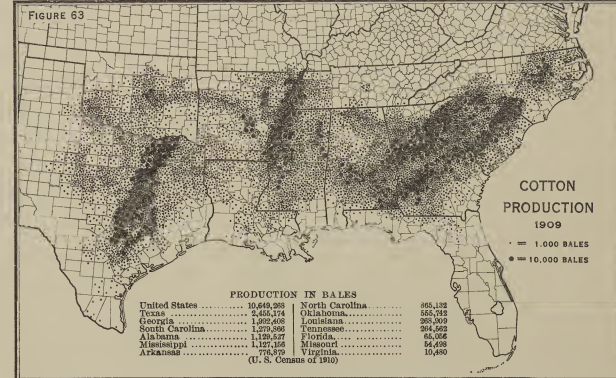 FIGURE 63
COTTON
PRODUCTION
1909
· = 1.000 BALES
● = 10,000 BALES
PRODUCTION IN BALES
United States .......... 10,649,268 North Carolina .......... 665,132
Texas .......... 2,455,174 Oklahoma .......... 555,742
Georgia .......... 1,992,408 Louisiana .......... 268,909
South Carolina .......... 1,279,866 Tennessee .......... 264,562
Alabama .......... 1,129,527 Florida .......... 65,056
Mississippi .......... 1,127,156 Missouri .......... 54,498
Arkansas .......... 776,879 Virginia .......... 10,480
(U. S. Census of 1910)